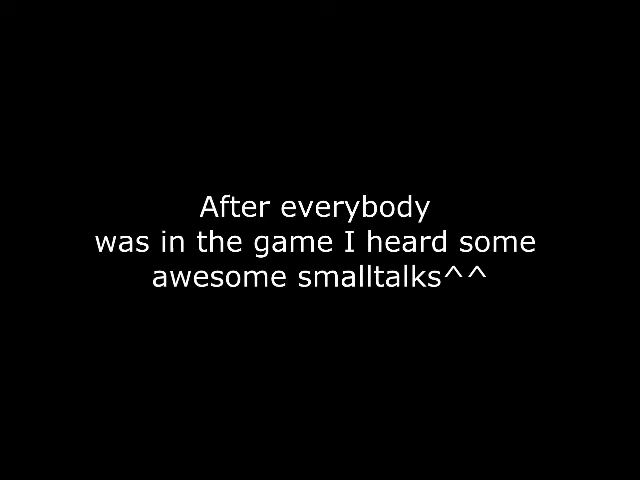 After everybody
was in the game I heard some
awesome smalltalks^^